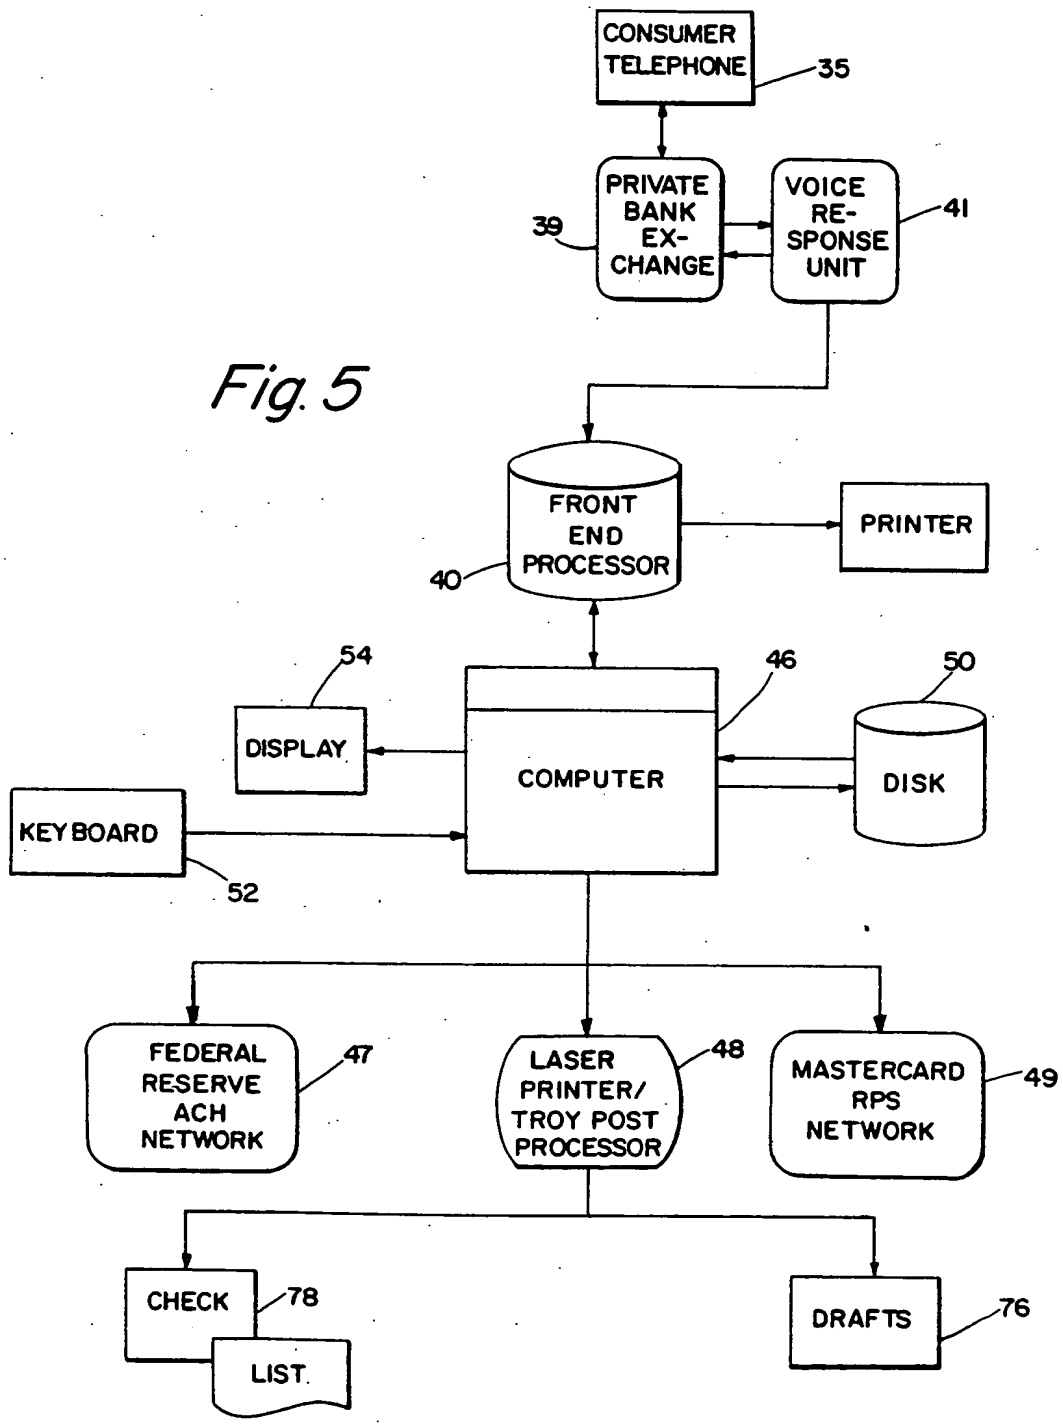 CONSUMER
TELEPHONE
35
PRIVATE
BANK
EX-
CHANGE
39
VOICE
RE-
SPONSE
UNIT
41
Fig. 5
FRONT
END
PROCESSOR
40
PRINTER
54
DISPLAY
46
COMPUTER
50
DISK
KEYBOARD
52
FEDERAL
RESERVE
ACH
NETWORK
47
LASER
PRINTER/
TROY POST
PROCESSOR
48
MASTERCARD
RPS
NETWORK
49
CHECK
78
LIST
DRAFTS
76